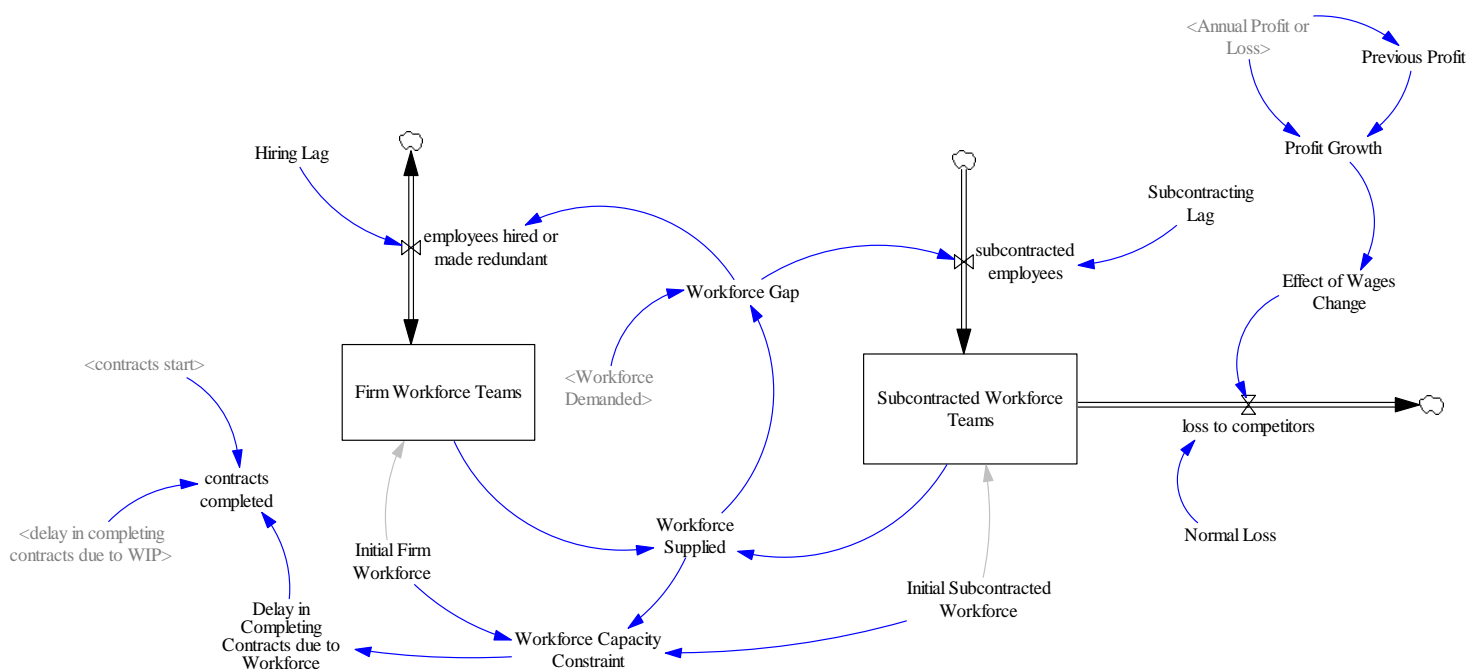 <Annual Profit or
Loss>
Previous Profit
Hiring Lag
Profit Growth
Subcontracting
Lag
employees hired or
made redundant
subcontracted
employees
Workforce Gap
Effect of Wages
Change
<contracts start>
Firm Workforce Teams
<Workforce
Demanded>
Subcontracted Workforce
Teams
loss to competitors
contracts
completed
<delay in completing
contracts due to WIP>
Initial Firm
Workforce
Workforce
Supplied
Normal Loss
Initial Subcontracted
Workforce
Delay in
Completing
Contracts due to
Workforce
Workforce Capacity
Constraint